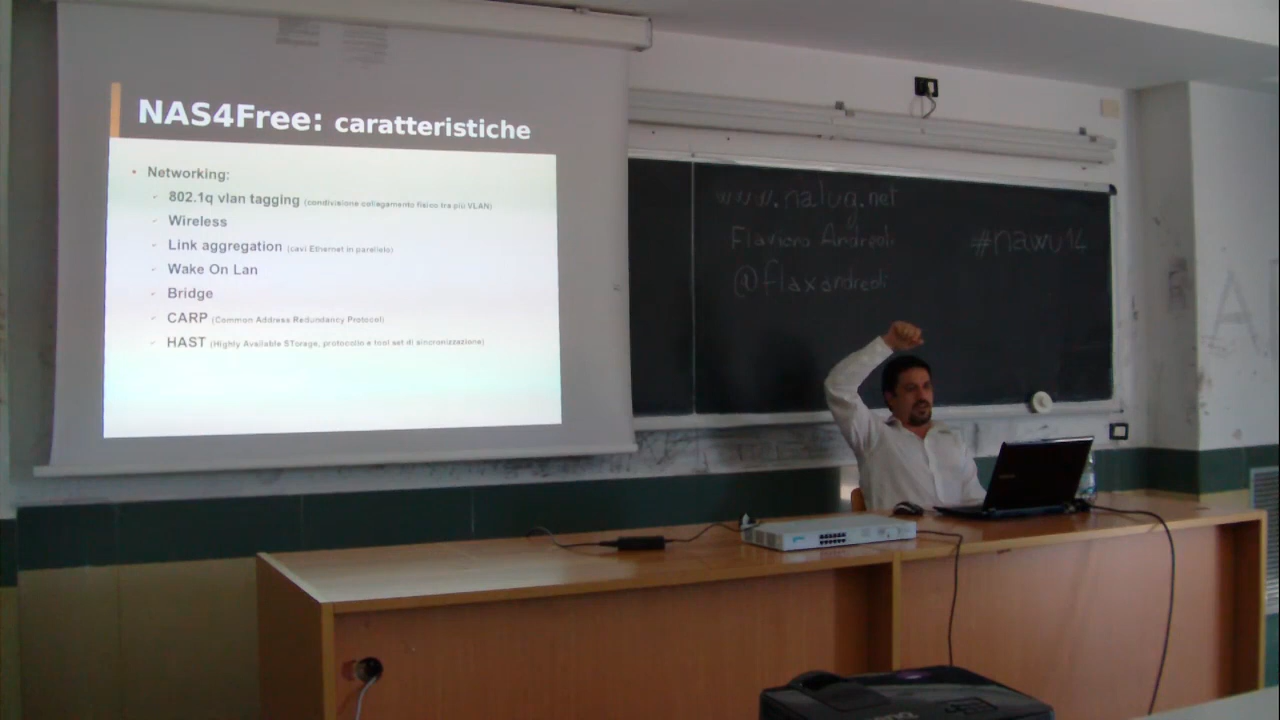 NAS4Free: caratteristiche
Networking:
802.1q vlan tagging (condivisione collegamento fisico tra più VLAN)
Wireless
Link aggregation (cavi Ethernet in parallelo)
Wake On Lan
Bridge
CARP (Common Address Redundancy Protocol)
HAST (Highly Available STorage, protocollo e tool set di sincronizzazione)
www.nalug.net
Flaviano Andreoli
@flaxandreoli
#nawu14
A